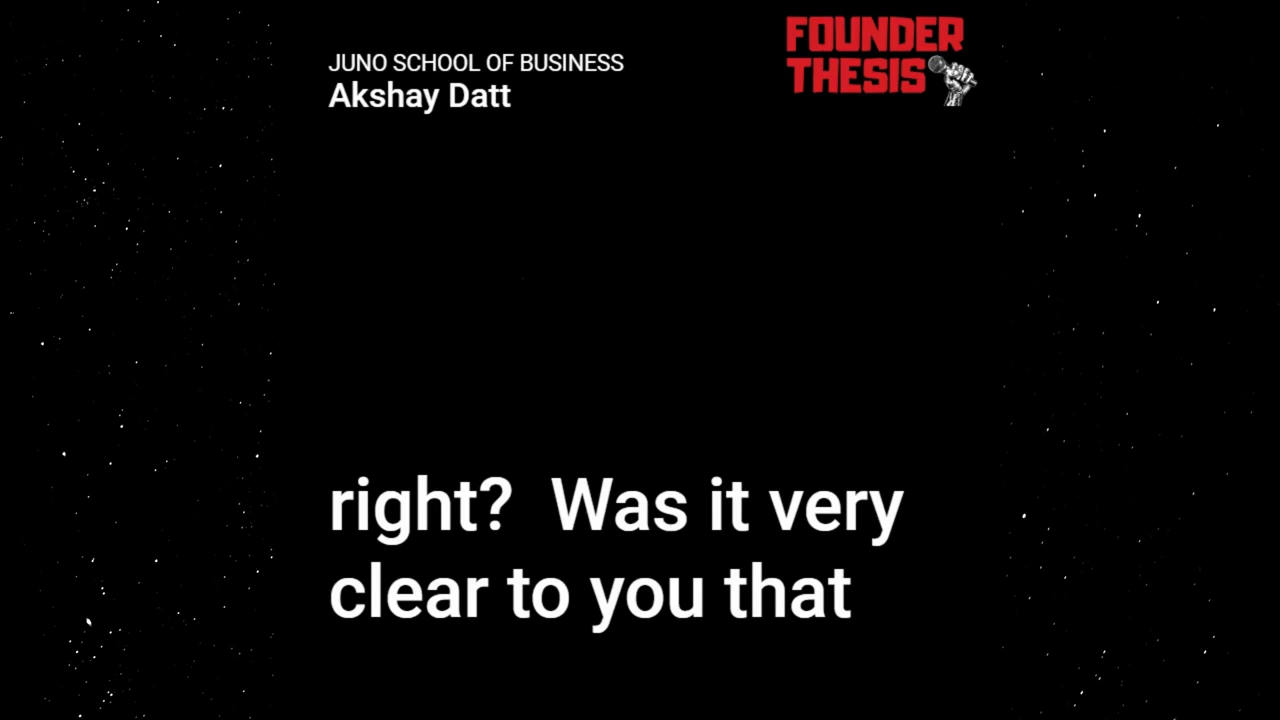 JUNO SCHOOL OF BUSINESS
Akshay Datt
FOUNDER
THESIS
right? Was it very
clear to you that